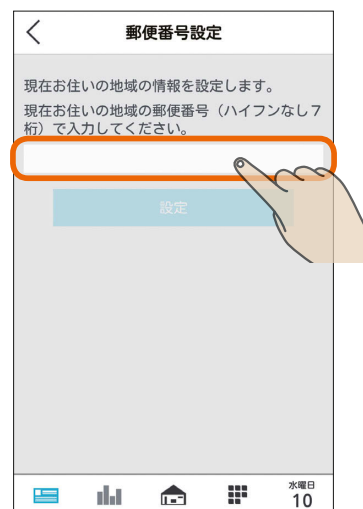 郵便番号設定
現在お住いの地域の情報を設定します。
現在お住いの地域の郵便番号（ハイフンなし７
桁）で入力してください。
設定
水曜日
10